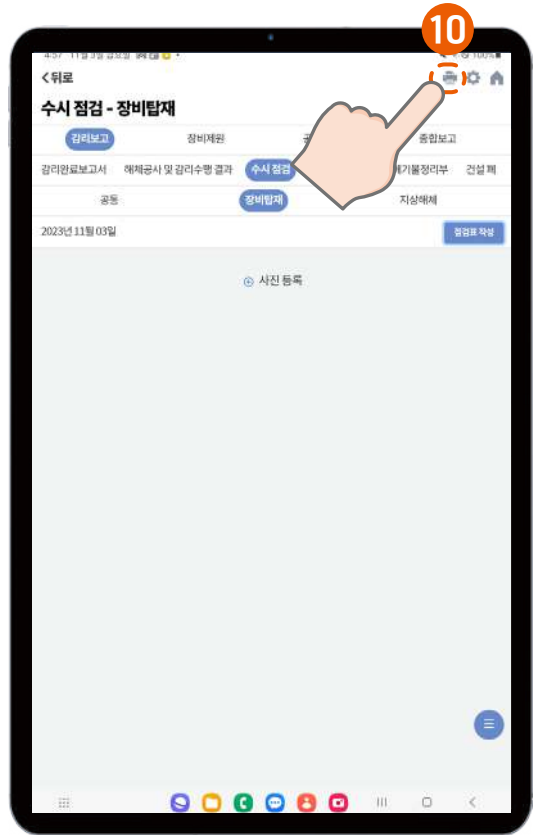 10
100%
<뒤로
수시 점검 - 장비탑재
감리보고 장비제원 종합보고
감리완료보고서 해체공사 및 감리수행 결과 수시 점검 폐기물정리부 건설 폐
공통 장비탑재 지상해체
2023년 11월 03일 점검표 작성
사진 등록